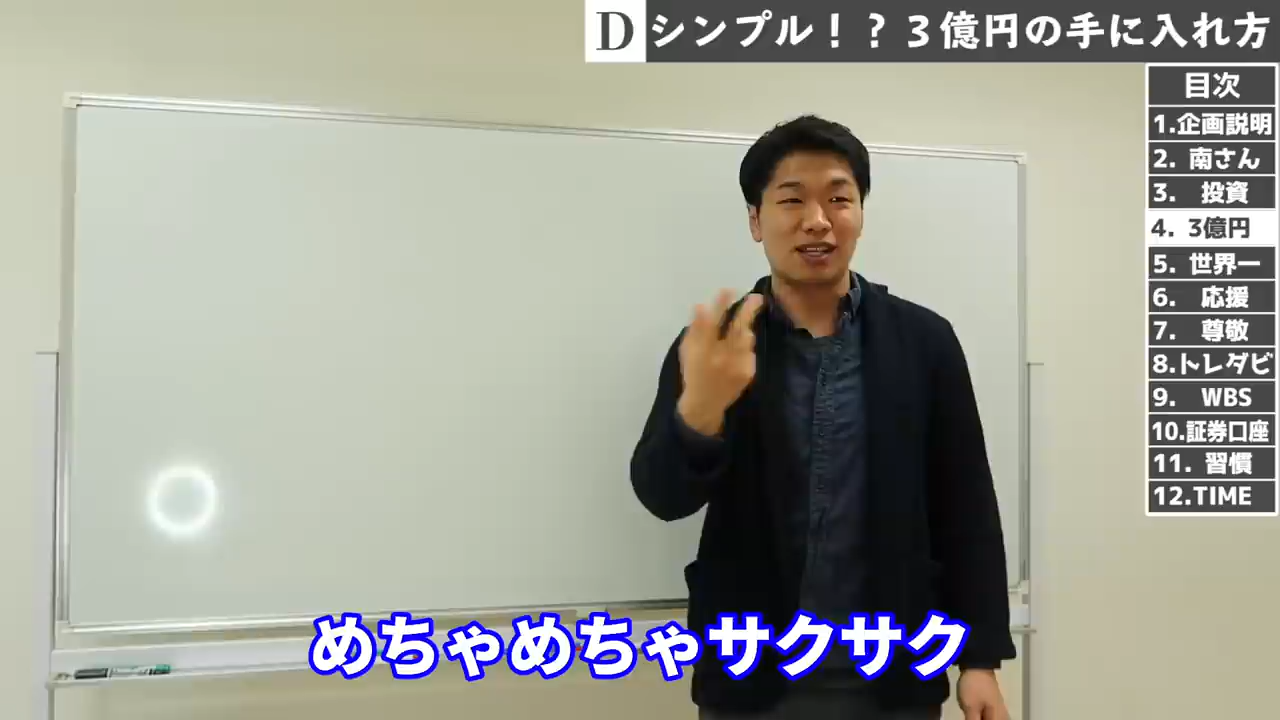 D シンプル！？３億円の手に入れ方
目次
1.企画説明
2. 南さん
3. 投資
4. 3億円
5. 世界一
6. 応援
7. 尊敬
8.トレダビ
9. WBS
10.証券口座
11. 習慣
12.TIME
めちゃめちゃサクサク